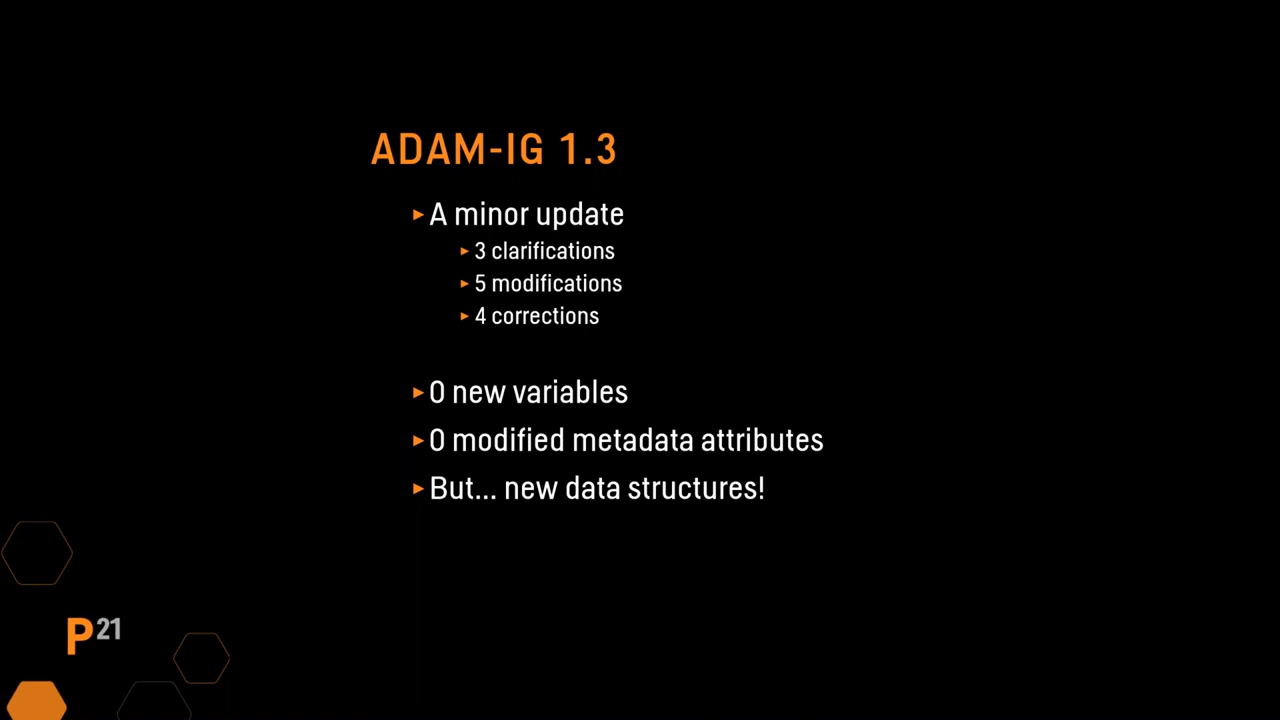 ADAM-IG 1.3
A minor update
3 clarifications
5 modifications
4 corrections
0 new variables
0 modified metadata attributes
But... new data structures!
P21